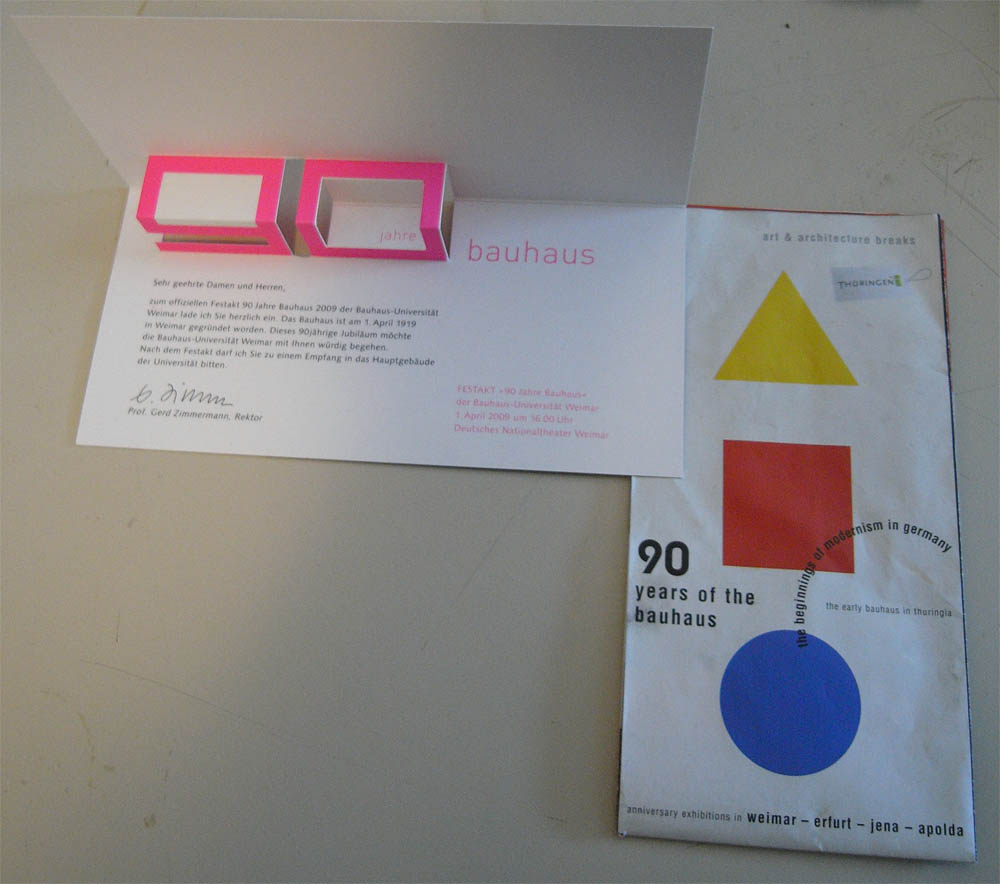 90
jahre
bauhaus
Sehr geehrte Damen und Herren,
zum offiziellen Festakt 90 Jahre Bauhaus 2009 der Bauhaus-Universität
Weimar lade ich Sie herzlich ein. Das Bauhaus ist am 1. April 1919
in Weimar gegründet worden. Dieses 90jährige Jubiläum möchte
die Bauhaus-Universität Weimar mit Ihnen würdig begehen.
Nach dem Festakt darf ich Sie zu einem Empfang in das Hauptgebäude
der Universität bitten.
G. Zimm
Prof. Gerd Zimmermann, Rektor
FESTAKT »90 Jahre Bauhaus«
der Bauhaus-Universität Weimar
1. April 2009 um 16.00 Uhr
Deutsches Nationaltheater Weimar
art & architecture breaks
THÜRINGEN
the beginnings of modernism in germany
90
years of the
bauhaus
the early bauhaus in thuringia
anniversary exhibitions in weimar – erfurt – jena – apolda